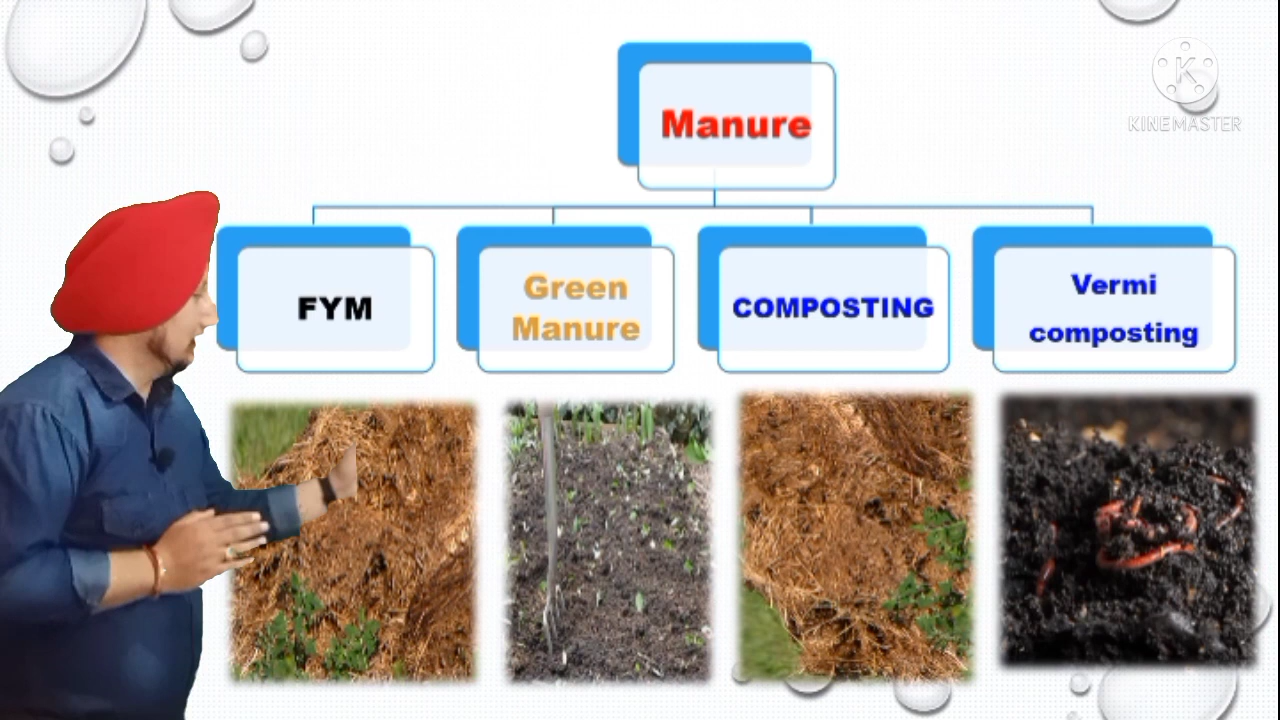 Manure
KINEMASTER
FYM
Green
Manure
COMPOSTING
Vermi
composting